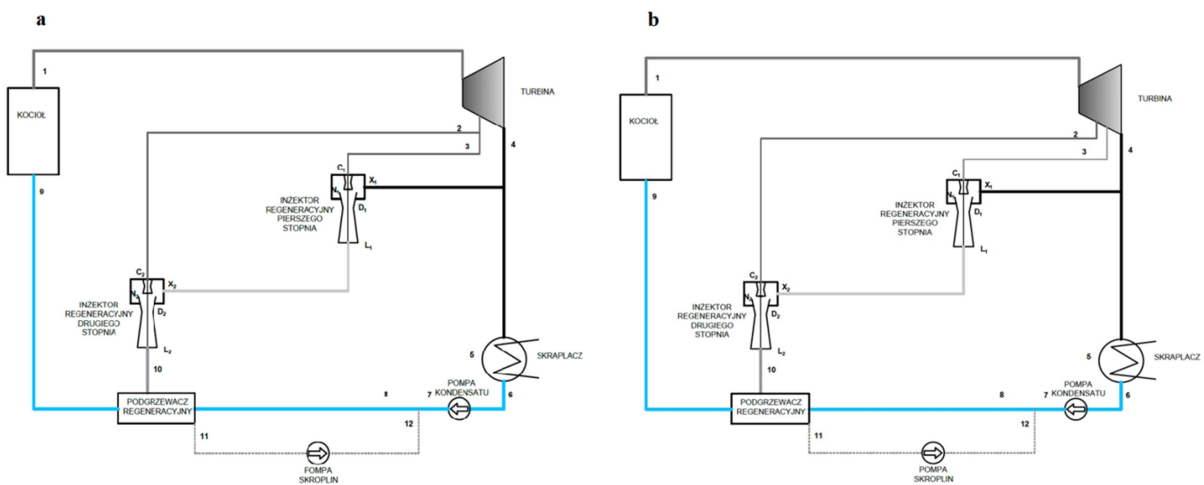 a
1
KOCIOŁ
TURBINA
2
3
4
C₁
X₁
N₁
D₁
INŻEKTOR
REGENERACYJNY
PIERSZEGO
STOPNIA
L₁
9
C₂
X₂
N₂
D₂
INŻEKTOR
REGENERACYJNY
DRUGIEGO
STOPNIA
L₂
10
5
SKRAPLACZ
POMPA
KONDENSATU
8
7
6
PODGRZEWACZ
REGENERACYJNY
11
12
POMPA
SKROPLIN
b
1
KOCIOŁ
TURBINA
2
3
4
C₁
X₁
N₁
D₁
INŻEKTOR
REGENERACYJNY
PIERSZEGO
STOPNIA
L₁
9
C₂
X₂
N₂
D₂
INŻEKTOR
REGENERACYJNY
DRUGIEGO
STOPNIA
L₂
10
5
SKRAPLACZ
POMPA
KONDENSATU
8
7
6
PODGRZEWACZ
REGENERACYJNY
11
12
POMPA
SKROPLIN